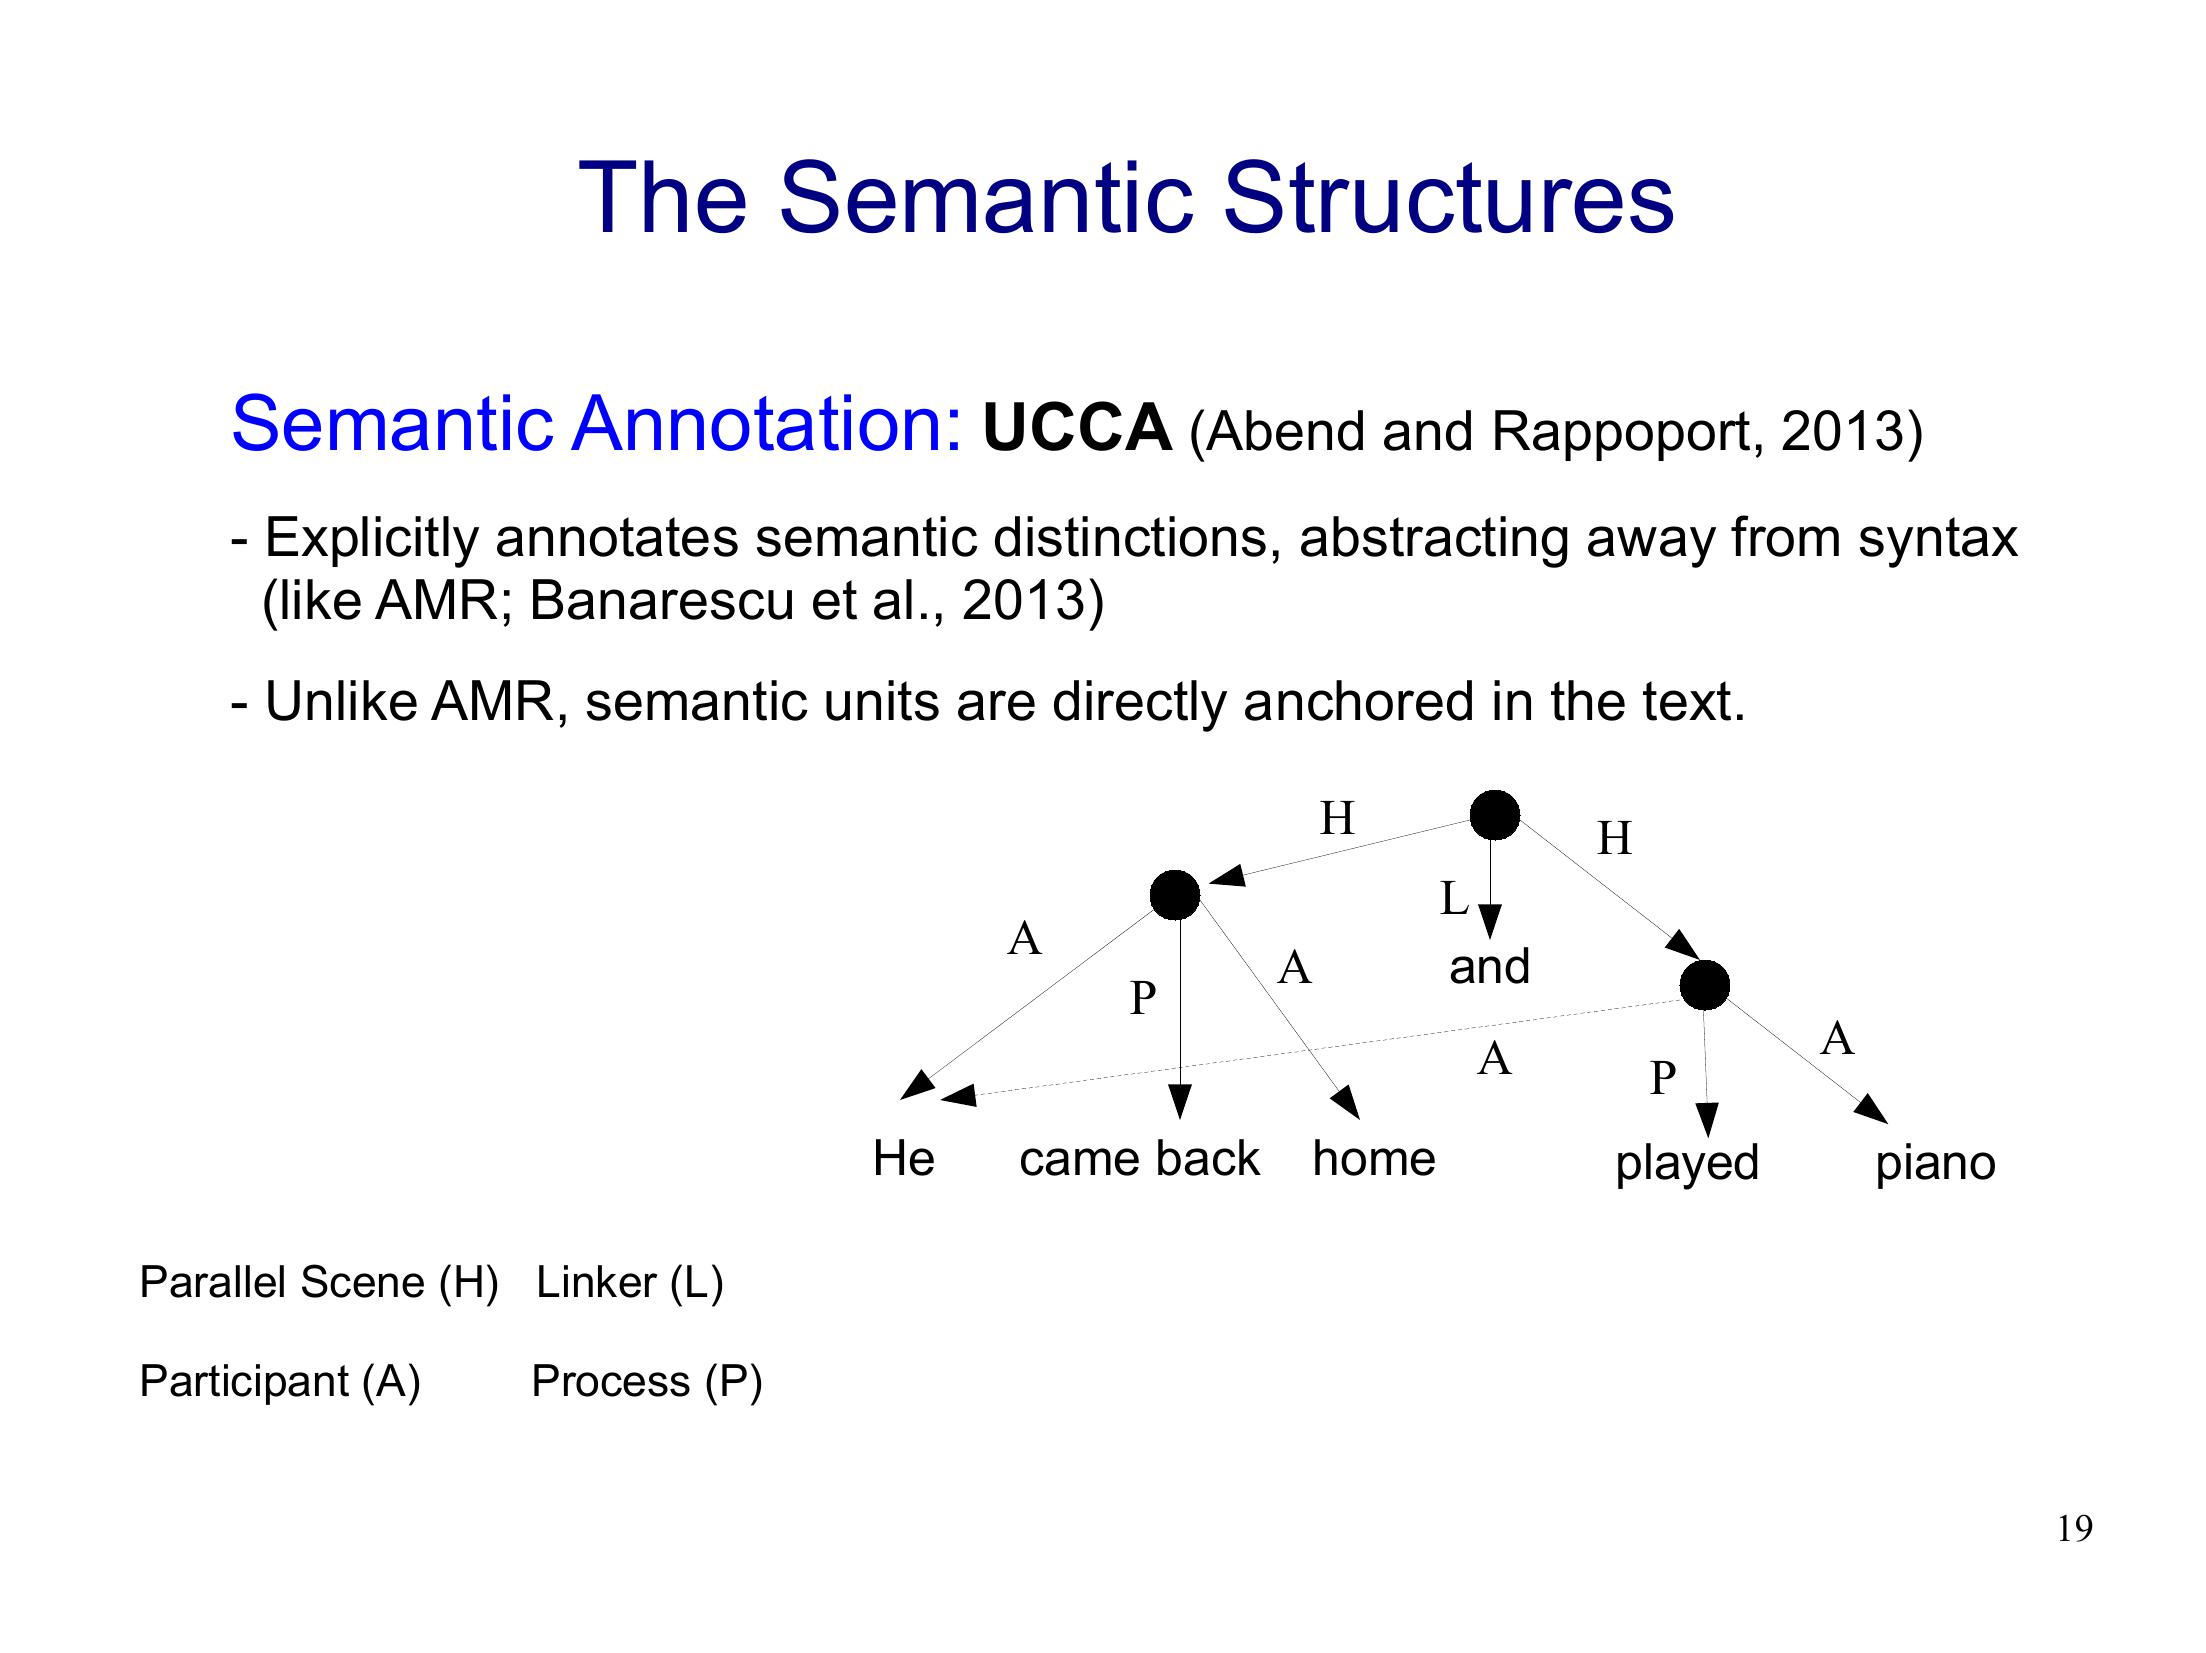 The Semantic Structures
Semantic Annotation: UCCA (Abend and Rappoport, 2013)
- Explicitly annotates semantic distinctions, abstracting away from syntax
(like AMR; Banarescu et al., 2013)
- Unlike AMR, semantic units are directly anchored in the text.
H
H
L
A
and
A
P
A
A
P
He came back home played piano
Parallel Scene (H) Linker (L)
Participant (A) Process (P)
19